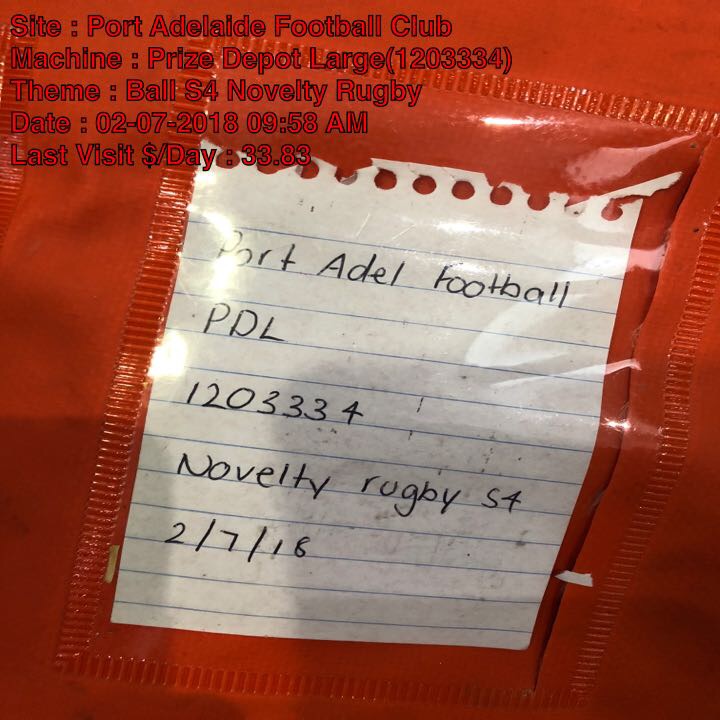 Site : Port Adelaide Football Club
Machine : Prize Depot Large(1203334)
Theme : Ball S4 Novelty Rugby
Date : 02-07-2018 09:58 AM
Last Visit $/Day : 33.83
Port Adel Football
PDL
1203334
Novelty rugby S4
2/7/18